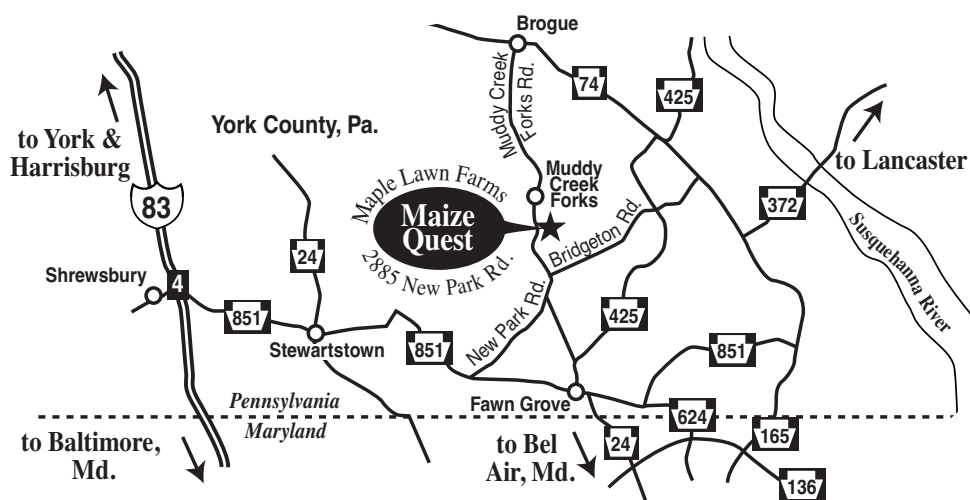 Brogue
74
425
Muddy Creek
Forks Rd.
York County, Pa.
to York &
Harrisburg
to Lancaster
Muddy
Creek
Forks
Maple Lawn Farms
Maize
Quest
2885 New Park Rd.
83
372
Bridgeton Rd.
Susquehanna River
24
Shrewsbury
4
851
Stewartstown
851
New Park Rd.
425
851
Fawn Grove
Pennsylvania
Maryland
624
to Baltimore,
Md.
to Bel
Air, Md.
24
165
136